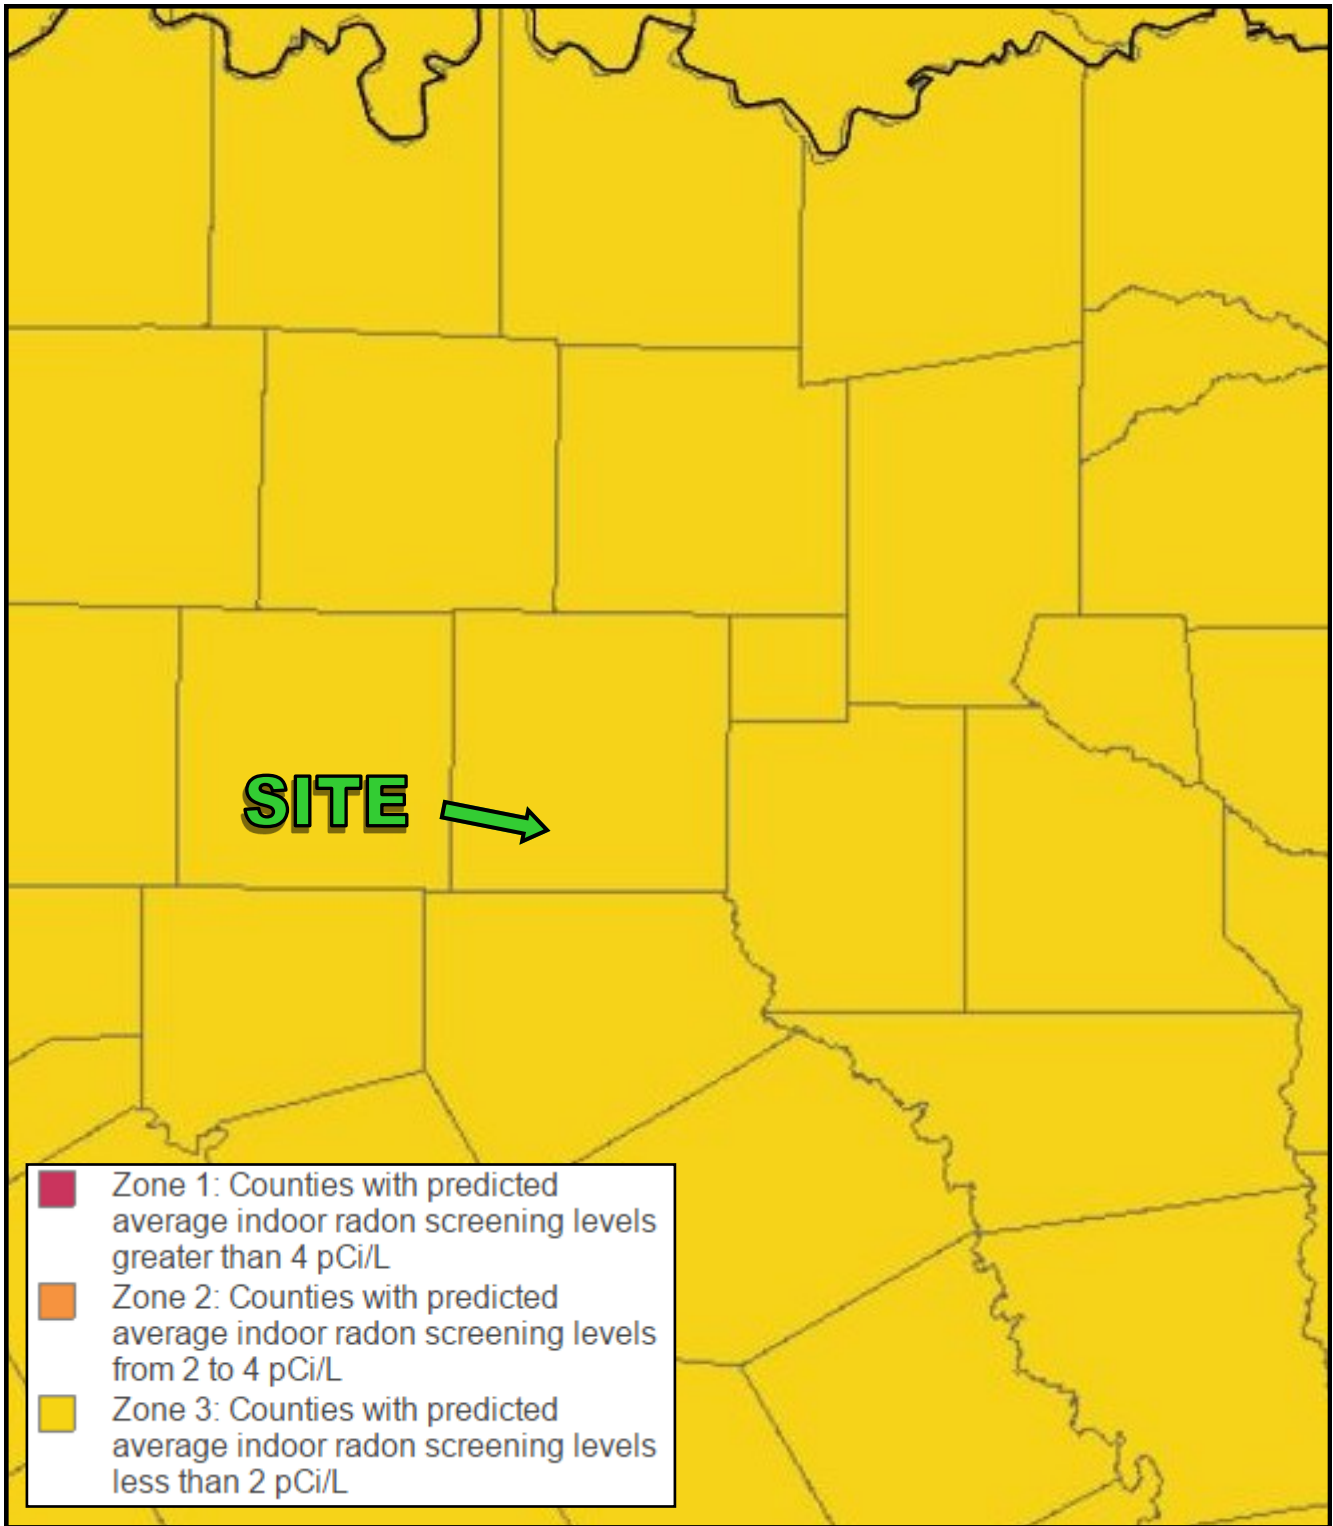 SITE
Zone 1: Counties with predicted
average indoor radon screening levels
greater than 4 pCi/L
Zone 2: Counties with predicted
average indoor radon screening levels
from 2 to 4 pCi/L
Zone 3: Counties with predicted
average indoor radon screening levels
less than 2 pCi/L